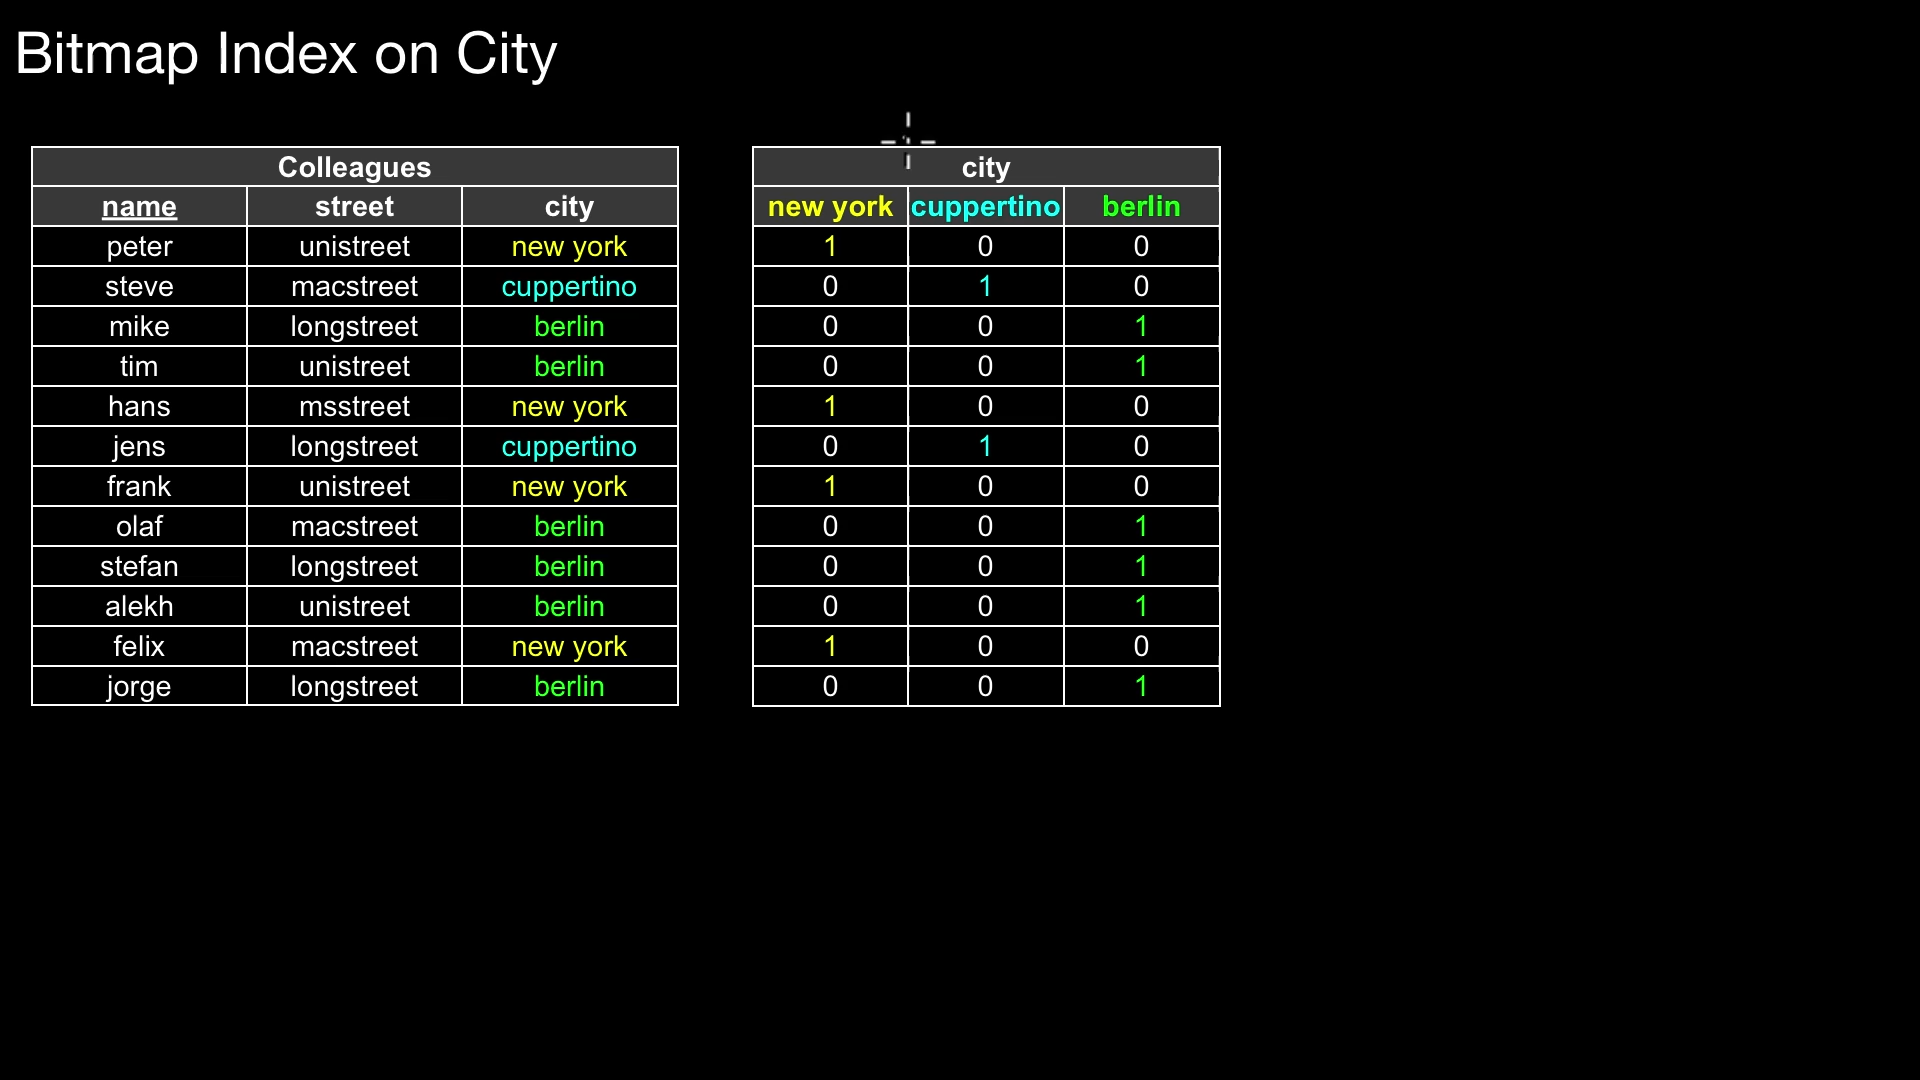 Bitmap Index on City
Colleagues
name street city
peter unistreet new york
steve macstreet cuppertino
mike longstreet berlin
tim unistreet berlin
hans msstreet new york
jens longstreet cuppertino
frank unistreet new york
olaf macstreet berlin
stefan longstreet berlin
alekh unistreet berlin
felix macstreet new york
jorge longstreet berlin
city
new york cuppertino berlin
1 0 0
0 1 0
0 0 1
0 0 1
1 0 0
0 1 0
1 0 0
0 0 1
0 0 1
0 0 1
1 0 0
0 0 1